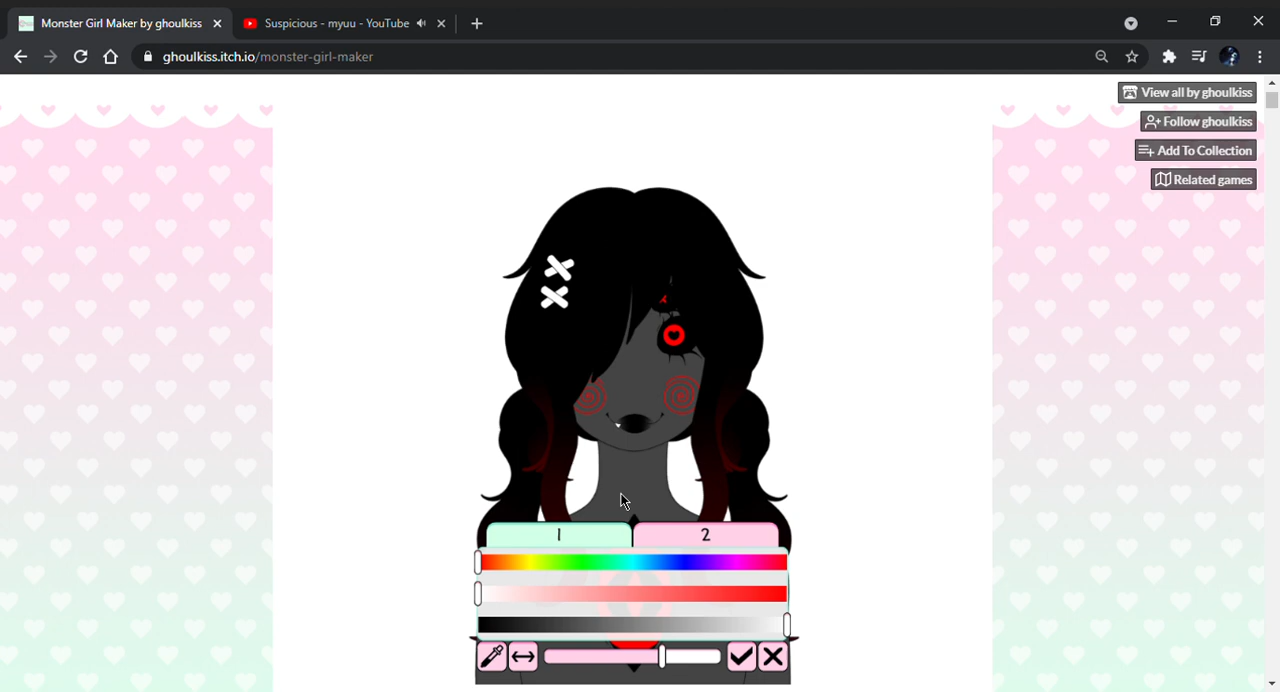 Monster Girl Maker by ghoulkiss
Suspicious - myuu - YouTube
ghoulkiss.itch.io/monster-girl-maker
View all by ghoulkiss
Follow ghoulkiss
Add To Collection
Related games
1 2